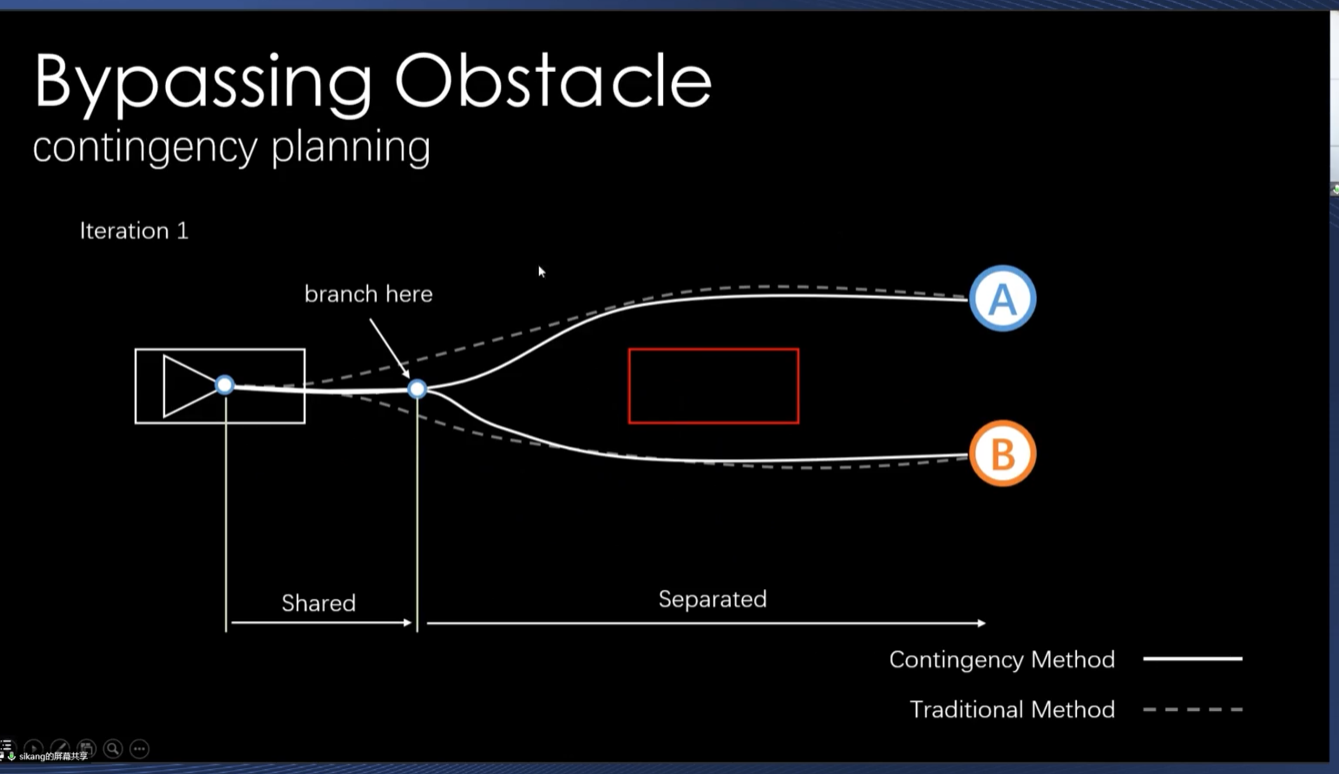 Bypassing Obstacle
contingency planning
Iteration 1
branch here
A
B
Shared
Separated
Contingency Method
Traditional Method
sikang的屏幕共享